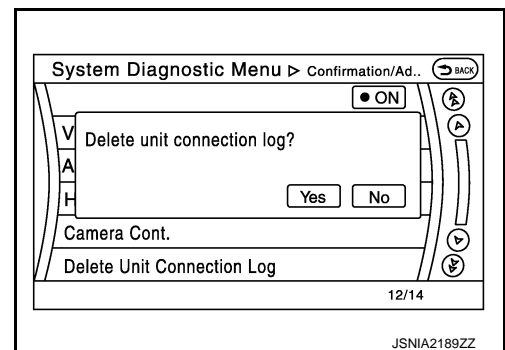 System Diagnostic Menu ▷ Confirmation/Ad.. BACK
● ON
V
Delete unit connection log?
A
H
Yes No
Camera Cont.
Delete Unit Connection Log
12/14
JSNIA2189ZZ